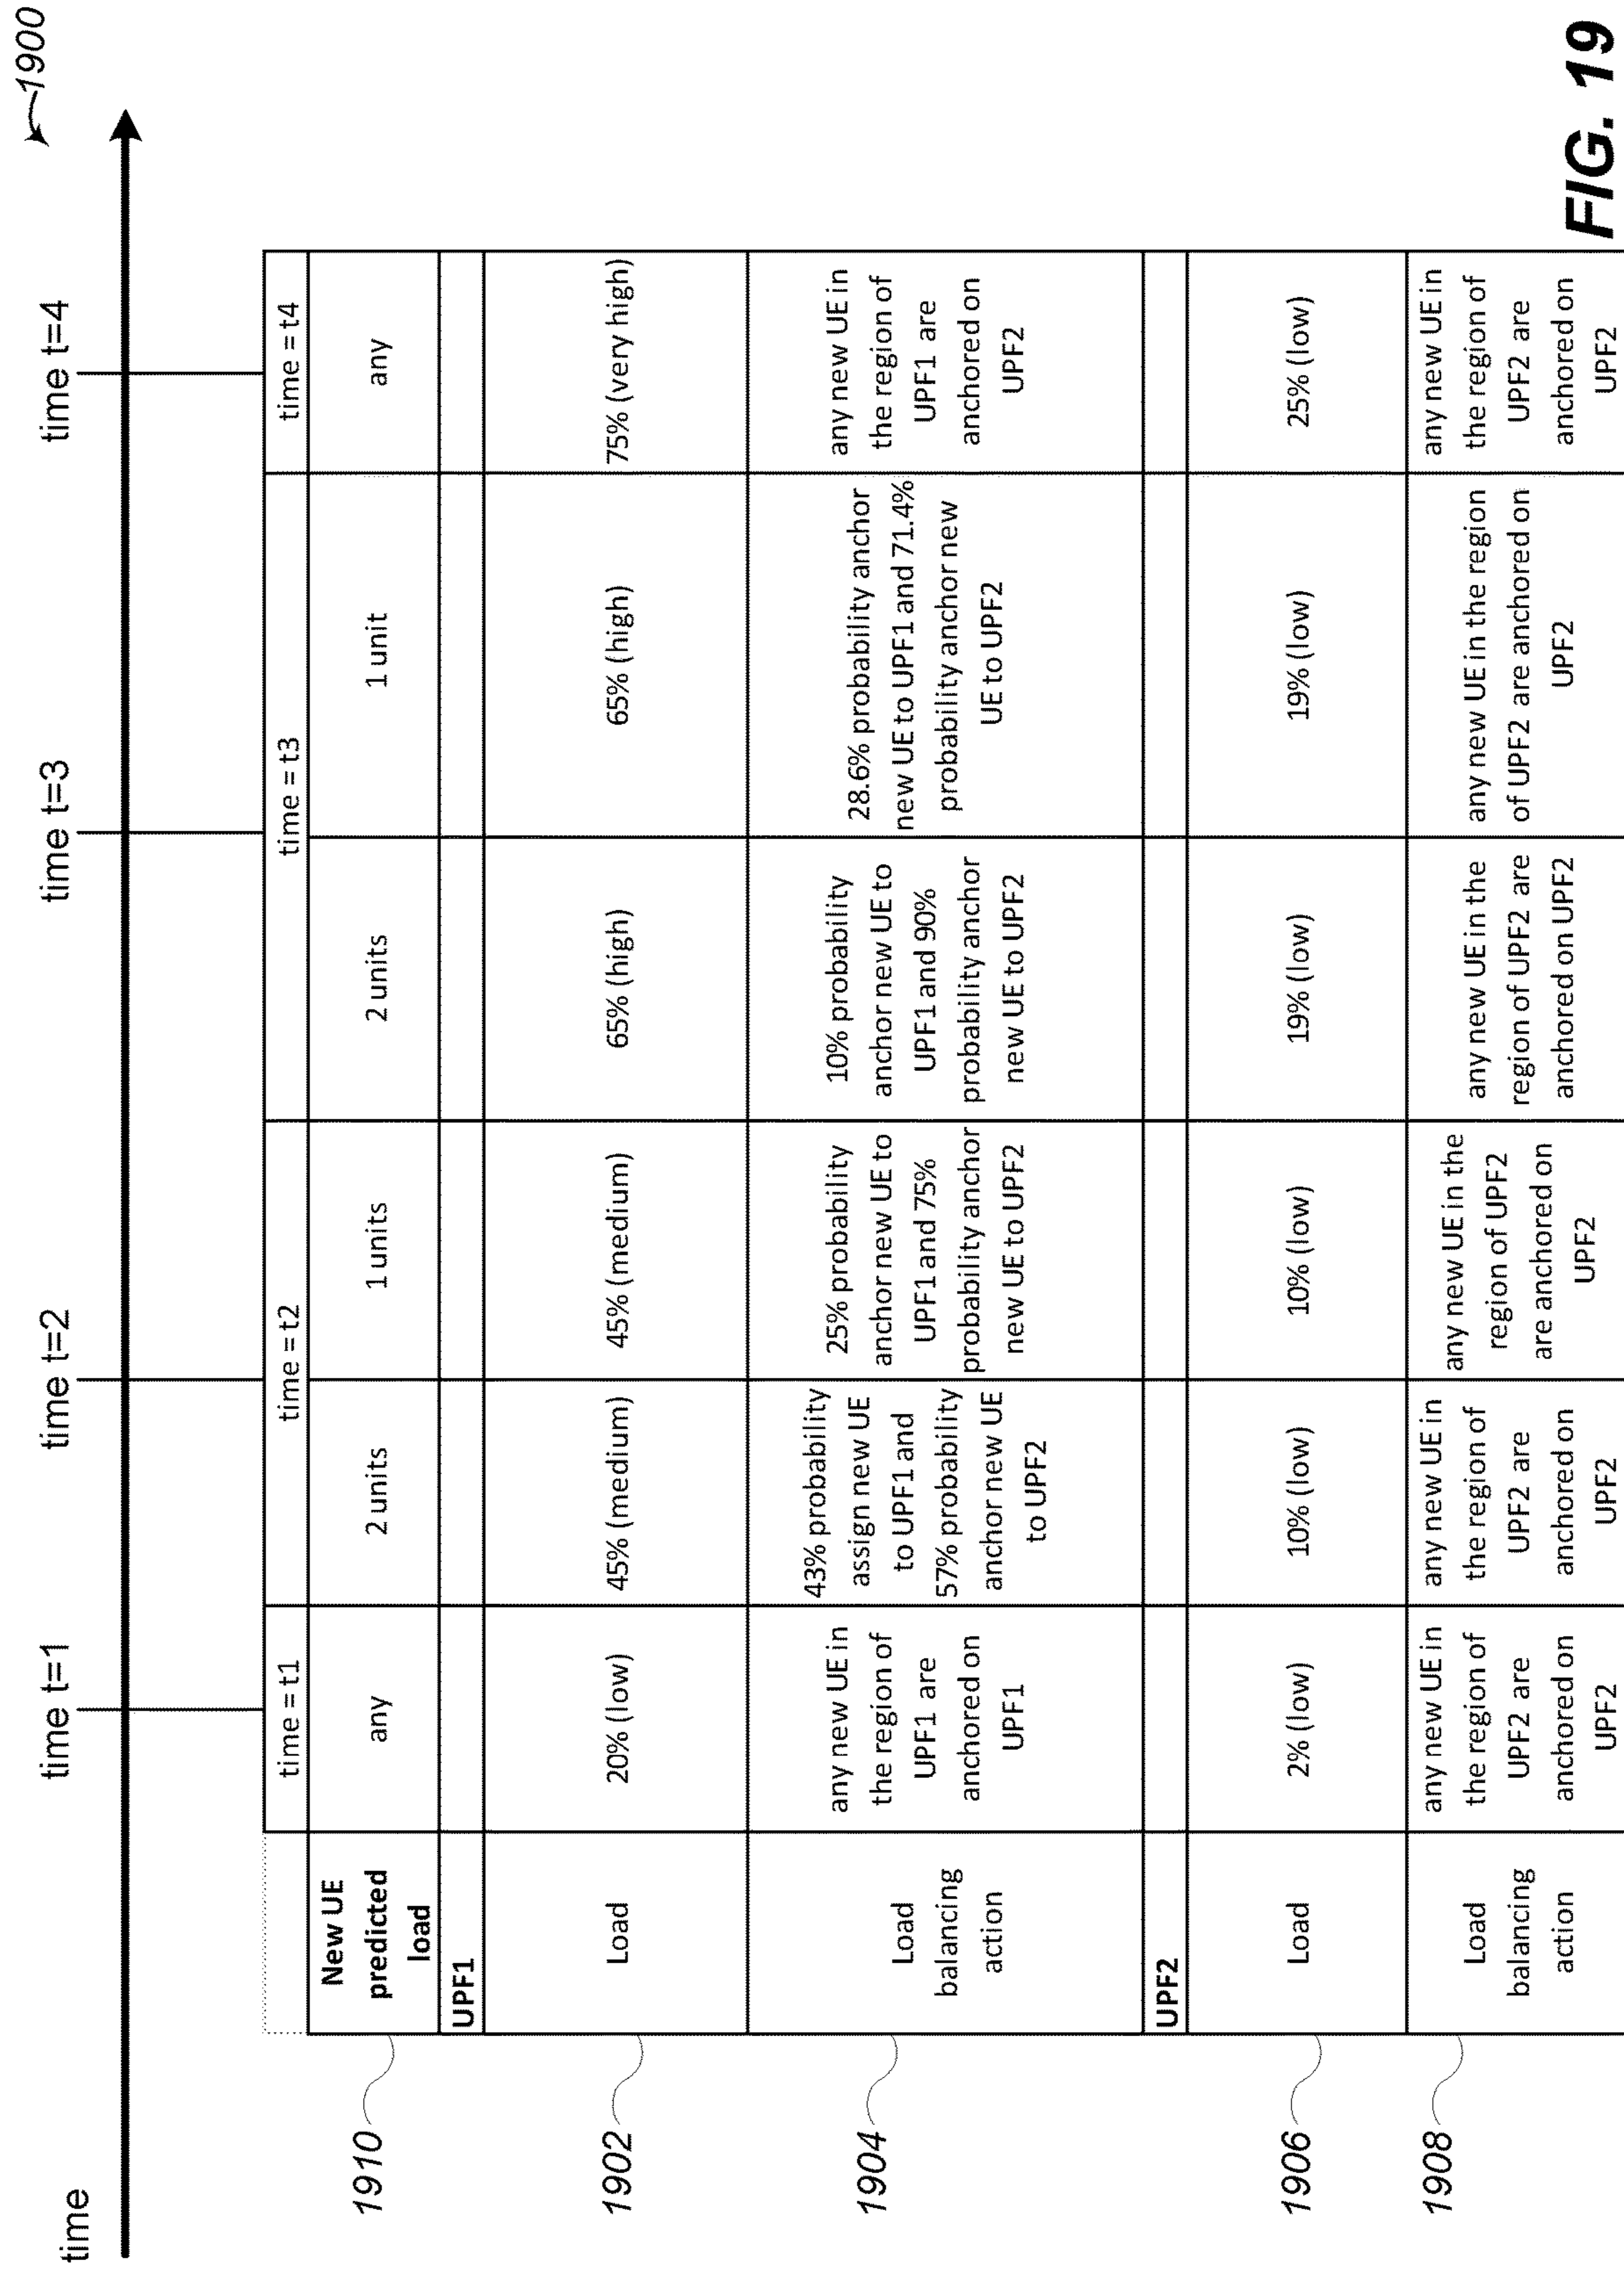 1900
time
time t=1
time t=2
time t=3
time t=4
time = t1
time = t2
time = t3
time = t4
1910
New UE
predicted
load
any
2 units
1 units
2 units
1 unit
any
UPF1
1902
Load
20% (low)
45% (medium)
45% (medium)
65% (high)
65% (high)
75% (very high)
1904
Load
balancing
action
any new UE in
the region of
UPF1 are
anchored on
UPF1
43% probability
assign new UE
to UPF1 and
57% probability
anchor new UE
to UPF2
25% probability
anchor new UE to
UPF1 and 75%
probability anchor
new UE to UPF2
10% probability
anchor new UE to
UPF1 and 90%
probability anchor
new UE to UPF2
28.6% probability anchor
new UE to UPF1 and 71.4%
probability anchor new
UE to UPF2
any new UE in
the region of
UPF1 are
anchored on
UPF2
UPF2
1906
Load
2% (low)
10% (low)
10% (low)
19% (low)
19% (low)
25% (low)
1908
Load
balancing
action
any new UE in
the region of
UPF2 are
anchored on
UPF2
any new UE in
the region of
UPF2 are
anchored on
UPF2
any new UE in the
region of UPF2
are anchored on
UPF2
any new UE in the
region of UPF2 are
anchored on UPF2
any new UE in the region
of UPF2 are anchored on
UPF2
any new UE in
the region of
UPF2 are
anchored on
UPF2
FIG. 19